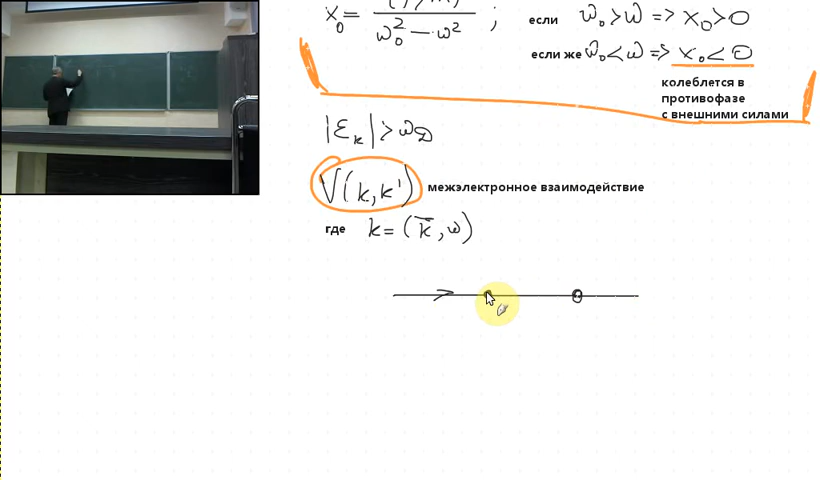 x₀ = / ω₀² − ω² ; если ω₀ > ω => x₀ > 0
если же ω₀ < ω => x₀ < 0
колеблется в
противофазе
с внешними силами
|ε_k| > ω_D
V(k, k') межэлектронное взаимодействие
где k = (k̅, ω)